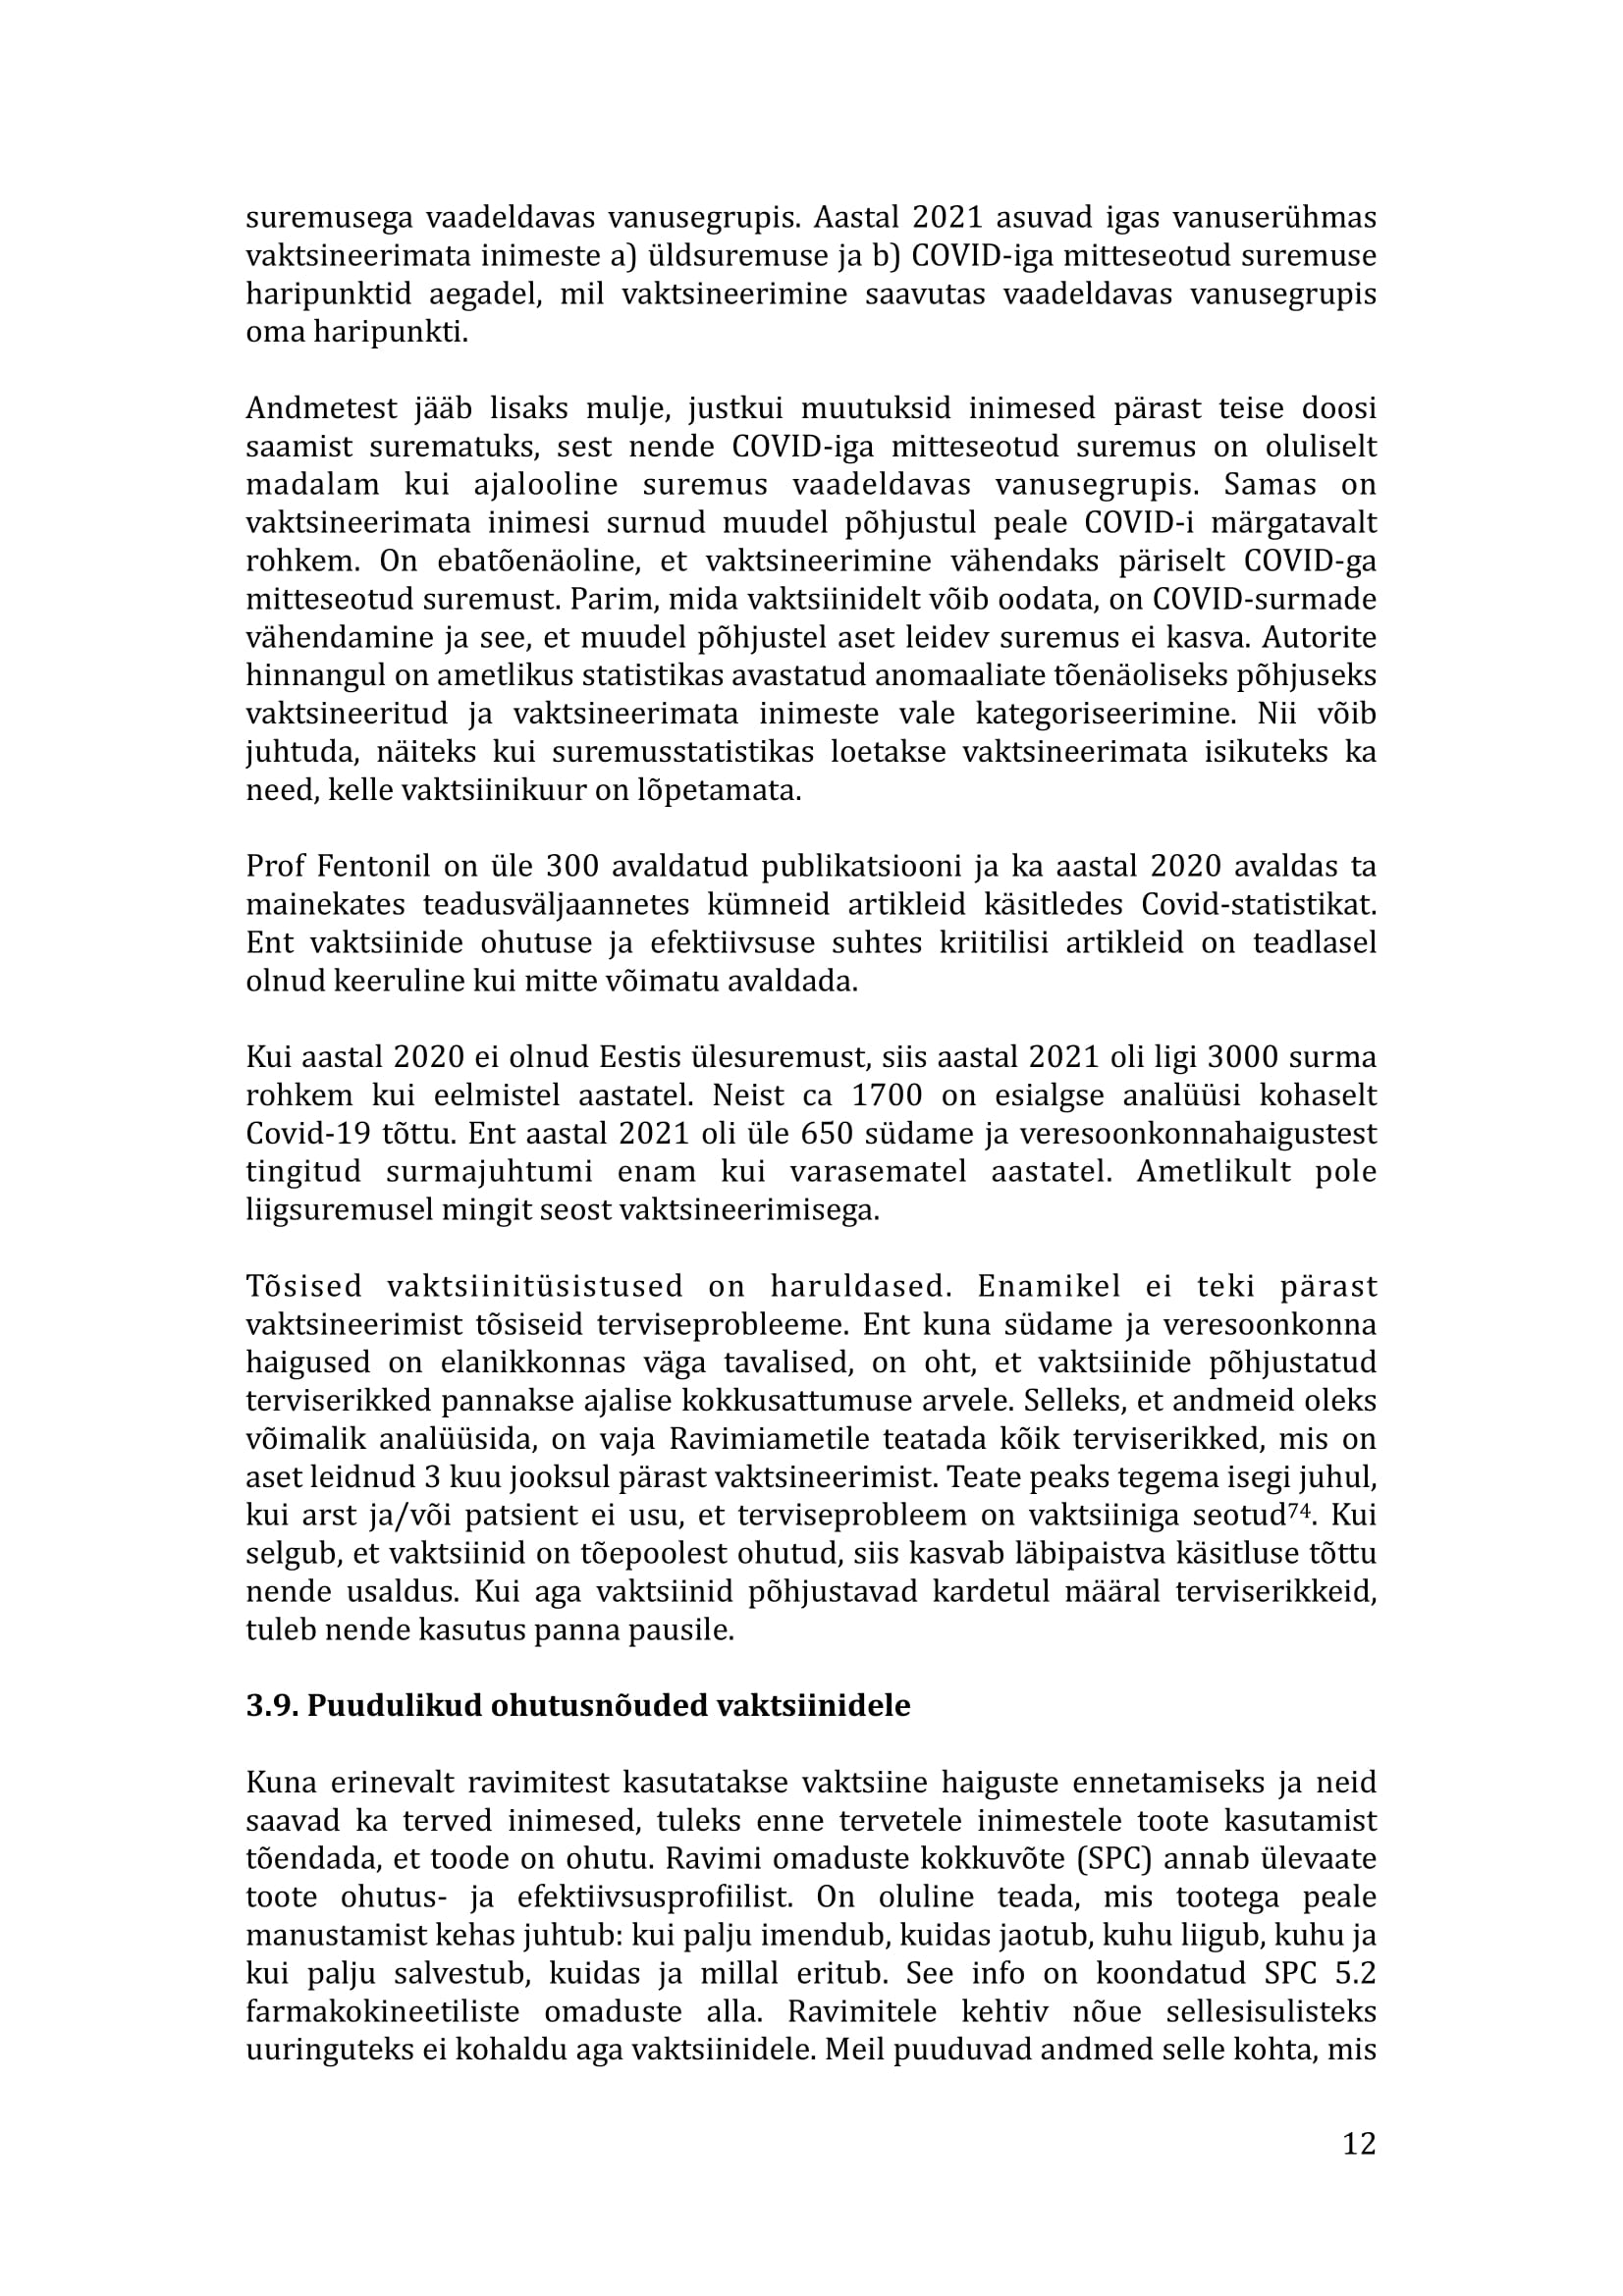 suremusega vaadeldavas vanusegrupis. Aastal 2021 asuvad igas vanuserühmas
vaktsineerimata inimeste a) üldsuremuse ja b) COVID-iga mitteseotud suremuse
haripunktid aegadel, mil vaktsineerimine saavutas vaadeldavas vanusegrupis
oma haripunkti.
Andmetest jääb lisaks mulje, justkui muutuksid inimesed pärast teise doosi
saamist surematuks, sest nende COVID-iga mitteseotud suremus on oluliselt
madalam kui ajalooline suremus vaadeldavas vanusegrupis. Samas on
vaktsineerimata inimesi surnud muudel põhjustul peale COVID-i märgatavalt
rohkem. On ebatõenäoline, et vaktsineerimine vähendaks päriselt COVID-ga
mitteseotud suremust. Parim, mida vaktsiinidelt võib oodata, on COVID-surmade
vähendamine ja see, et muudel põhjustel aset leidev suremus ei kasva. Autorite
hinnangul on ametlikus statistikas avastatud anomaaliate tõenäoliseks põhjuseks
vaktsineeritud ja vaktsineerimata inimeste vale kategoriseerimine. Nii võib
juhtuda, näiteks kui suremusstatistikas loetakse vaktsineerimata isikuteks ka
need, kelle vaktsiinikuur on lõpetamata.
Prof Fentonil on üle 300 avaldatud publikatsiooni ja ka aastal 2020 avaldas ta
mainekates teadusväljaannetes kümneid artikleid käsitledes Covid-statistikat.
Ent vaktsiinide ohutuse ja efektiivsuse suhtes kriitilisi artikleid on teadlasel
olnud keeruline kui mitte võimatu avaldada.
Kui aastal 2020 ei olnud Eestis ülesuremust, siis aastal 2021 oli ligi 3000 surma
rohkem kui eelmistel aastatel. Neist ca 1700 on esialgse analüüsi kohaselt
Covid-19 tõttu. Ent aastal 2021 oli üle 650 südame ja veresoonkonnahaigustest
tingitud surmajuhtumi enam kui varasematel aastatel. Ametlikult pole
liigsuremusel mingit seost vaktsineerimisega.
Tõsised vaktsiinitüsistused on haruldased. Enamikel ei teki pärast
vaktsineerimist tõsiseid terviseprobleeme. Ent kuna südame ja veresoonkonna
haigused on elanikkonnas väga tavalised, on oht, et vaktsiinide põhjustatud
terviserikked pannakse ajalise kokkusattumuse arvele. Selleks, et andmeid oleks
võimalik analüüsida, on vaja Ravimiametile teatada kõik terviserikked, mis on
aset leidnud 3 kuu jooksul pärast vaktsineerimist. Teate peaks tegema isegi juhul,
kui arst ja/või patsient ei usu, et terviseprobleem on vaktsiiniga seotud⁷⁴. Kui
selgub, et vaktsiinid on tõepoolest ohutud, siis kasvab läbipaistva käsitluse tõttu
nende usaldus. Kui aga vaktsiinid põhjustavad kardetul määral terviserikkeid,
tuleb nende kasutus panna pausile.
3.9. Puudulikud ohutusnõuded vaktsiinidele
Kuna erinevalt ravimitest kasutatakse vaktsiine haiguste ennetamiseks ja neid
saavad ka terved inimesed, tuleks enne tervetele inimestele toote kasutamist
tõendada, et toode on ohutu. Ravimi omaduste kokkuvõte (SPC) annab ülevaate
toote ohutus- ja efektiivsusprofiilist. On oluline teada, mis tootega peale
manustamist kehas juhtub: kui palju imendub, kuidas jaotub, kuhu liigub, kuhu ja
kui palju salvestub, kuidas ja millal eritub. See info on koondatud SPC 5.2
farmakokineetiliste omaduste alla. Ravimitele kehtiv nõue sellesisulisteks
uuringuteks ei kohaldu aga vaktsiinidele. Meil puuduvad andmed selle kohta, mis
12